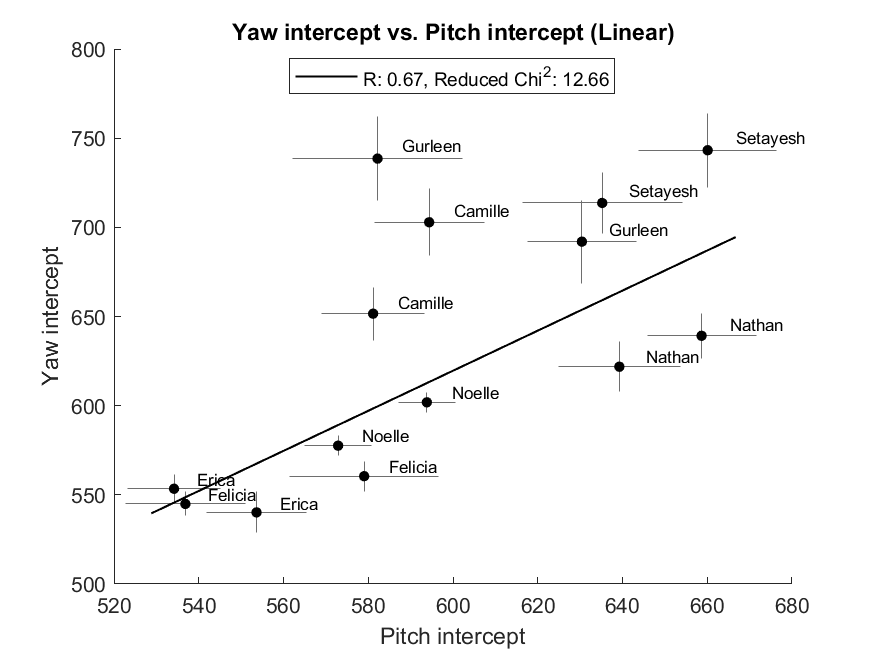 Yaw intercept vs. Pitch intercept (Linear)
R: 0.67, Reduced Chi²: 12.66
800
750
700
650
600
550
500
Yaw intercept
Setayesh
Gurleen
Setayesh
Camille
Gurleen
Camille
Nathan
Nathan
Noelle
Noelle
Felicia
Erica
Felicia
Erica
520 540 560 580 600 620 640 660 680
Pitch intercept